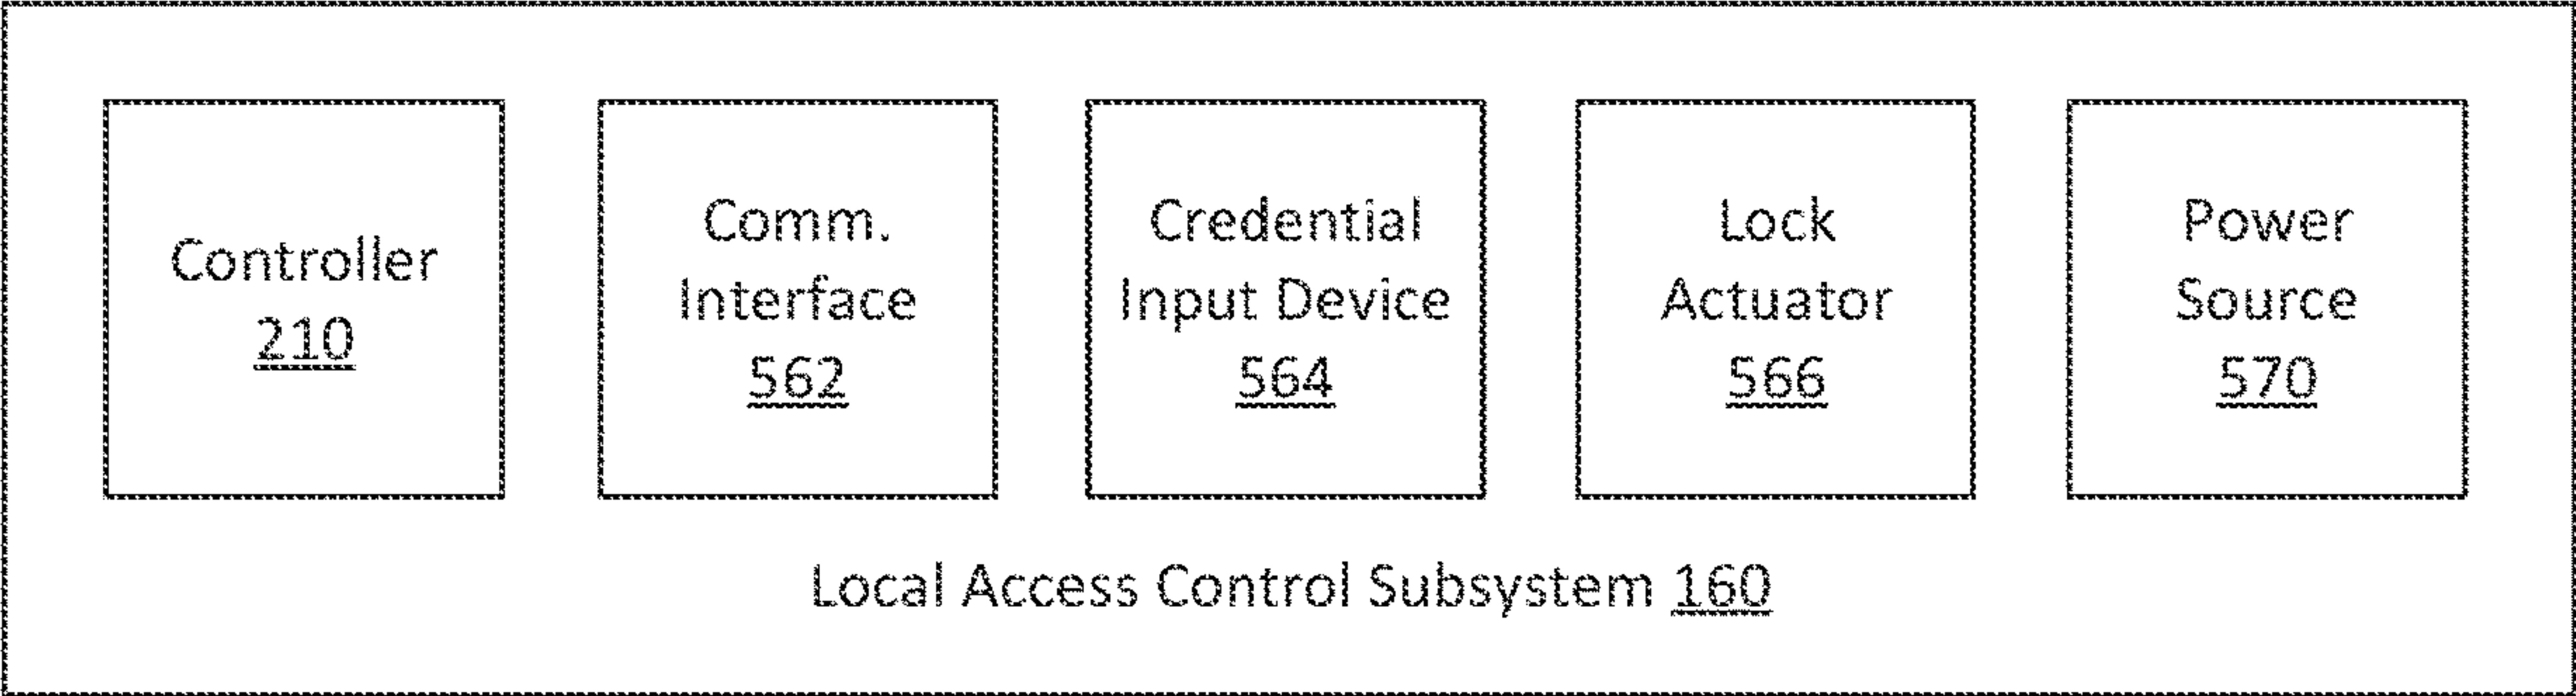 Controller
210
Comm.
Interface
562
Credential
Input Device
564
Lock
Actuator
566
Power
Source
570
Local Access Control Subsystem 160